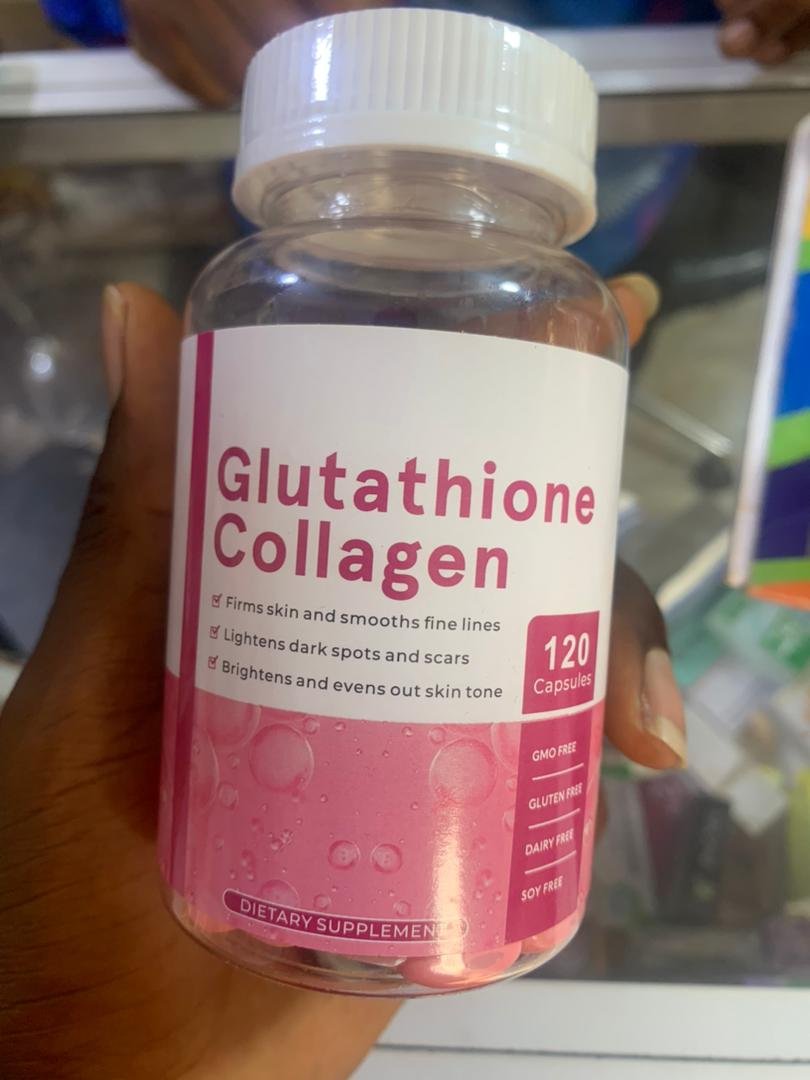 Glutathione
Collagen
Firms skin and smooths fine lines
Lightens dark spots and scars
Brightens and evens out skin tone
120
Capsules
GMO FREE
GLUTEN FREE
DAIRY FREE
SOY FREE
DIETARY SUPPLEMENT